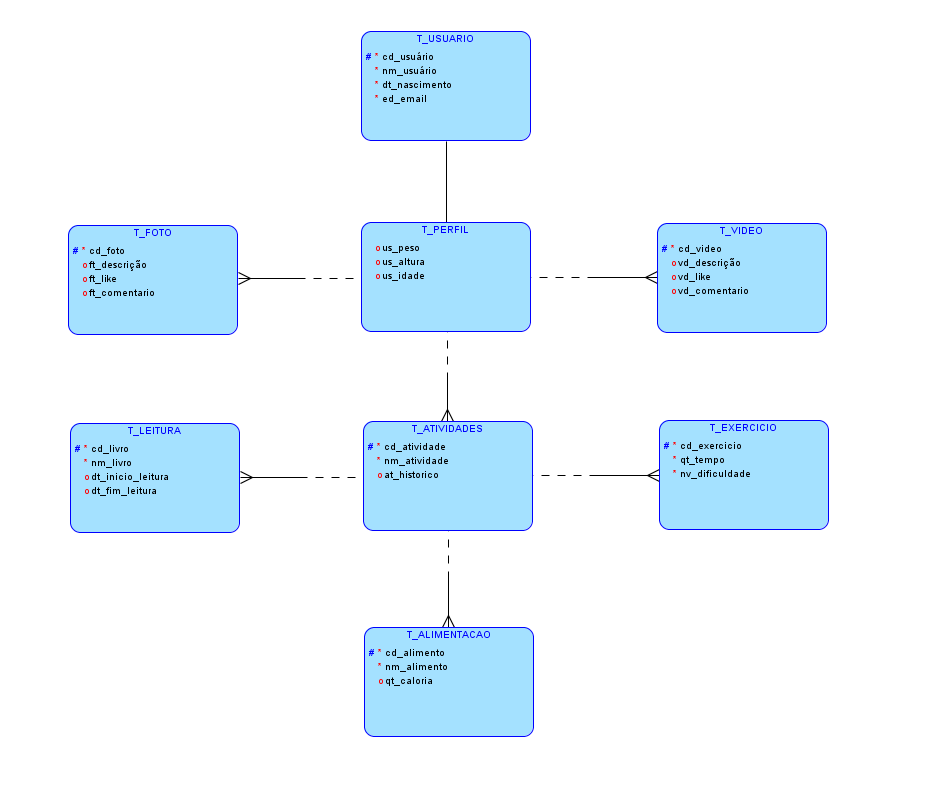 T_USUARIO
# * cd_usuário
* nm_usuário
* dt_nascimento
* ed_email
T_FOTO
# * cd_foto
o ft_descrição
o ft_like
o ft_comentario
T_PERFIL
o us_peso
o us_altura
o us_idade
T_VIDEO
# * cd_video
o vd_descrição
o vd_like
o vd_comentario
T_LEITURA
# * cd_livro
* nm_livro
o dt_inicio_leitura
o dt_fim_leitura
T_ATIVIDADES
# * cd_atividade
* nm_atividade
o at_historico
T_EXERCICIO
# * cd_exercicio
* qt_tempo
* nv_dificuldade
T_ALIMENTACAO
# * cd_alimento
* nm_alimento
o qt_caloria